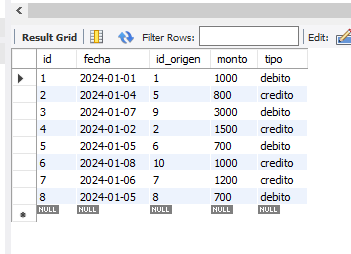 Result Grid Filter Rows: Edit:
id fecha id_origen monto tipo
1 2024-01-01 1 1000 debito
2 2024-01-04 5 800 credito
3 2024-01-07 9 3000 debito
4 2024-01-02 2 1500 credito
5 2024-01-05 6 700 debito
6 2024-01-08 10 1000 credito
7 2024-01-06 7 1200 credito
8 2024-01-05 8 700 debito
NULL NULL NULL NULL NULL